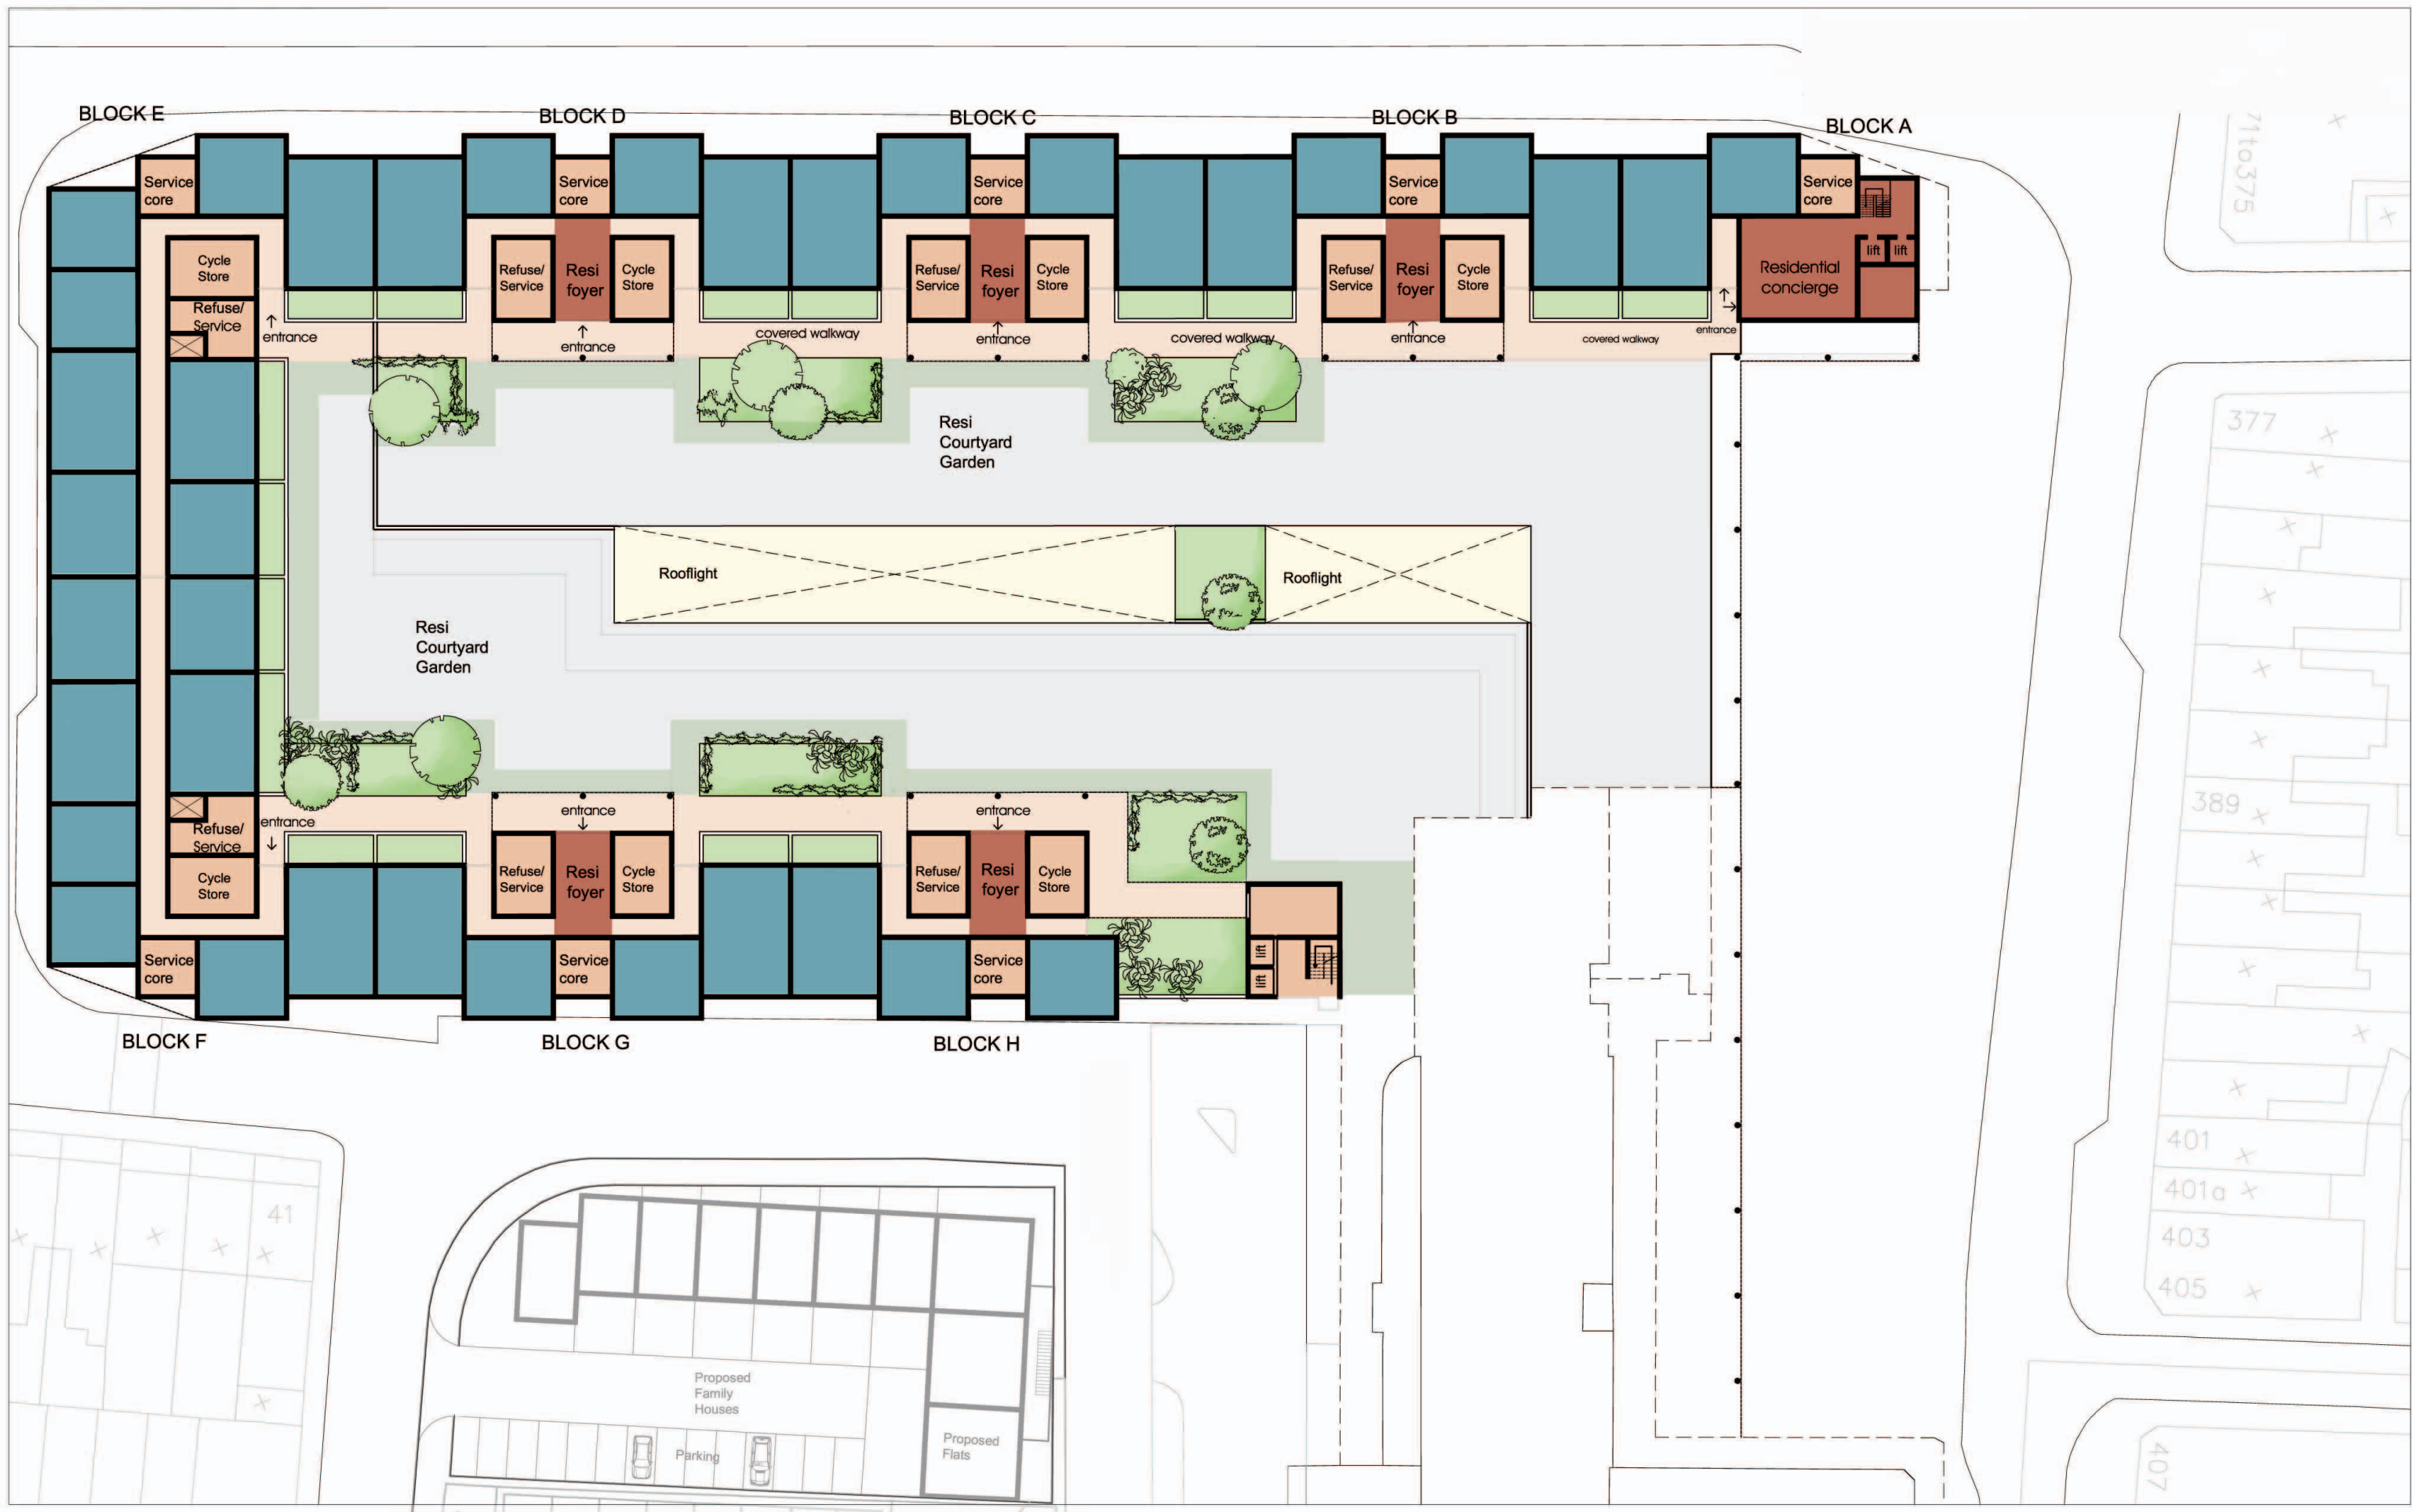 BLOCK E
BLOCK D
BLOCK C
BLOCK B
BLOCK A
71to375
Service
core
Service
core
Service
core
Service
core
Service
core
lift
lift
Cycle
Store
Refuse/
Service
Resi
foyer
Cycle
Store
Refuse/
Service
Resi
foyer
Cycle
Store
Refuse/
Service
Resi
foyer
Cycle
Store
Residential
concierge
Refuse/
Service
entrance
entrance
covered walkway
entrance
covered walkway
entrance
covered walkway
entrance
Resi
Courtyard
Garden
377
Rooflight
Rooflight
Resi
Courtyard
Garden
389
entrance
entrance
entrance
Refuse/
Service
Cycle
Store
Refuse/
Service
Resi
foyer
Cycle
Store
Refuse/
Service
Resi
foyer
Cycle
Store
Service
core
Service
core
Service
core
lift
lift
BLOCK F
BLOCK G
BLOCK H
401
401a
403
405
41
Proposed
Family
Houses
Parking
Proposed
Flats
407